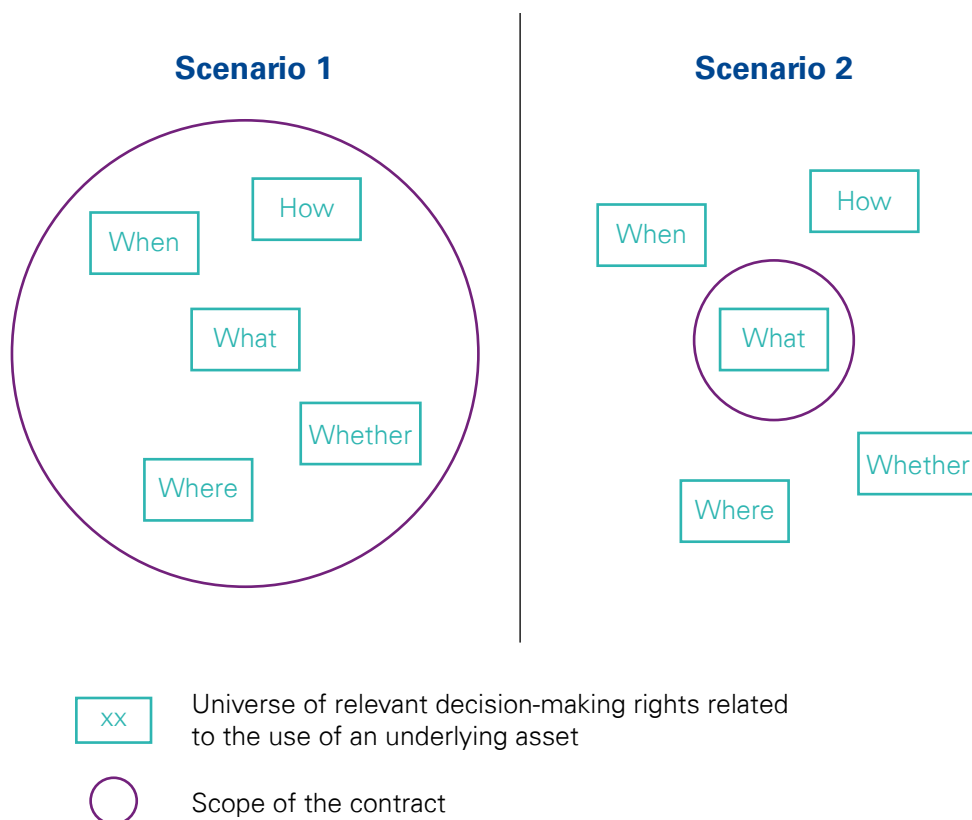 Scenario 1
How
When
What
Whether
Where
Scenario 2
How
When
What
Whether
Where
xx
Universe of relevant decision-making rights related
to the use of an underlying asset
Scope of the contract